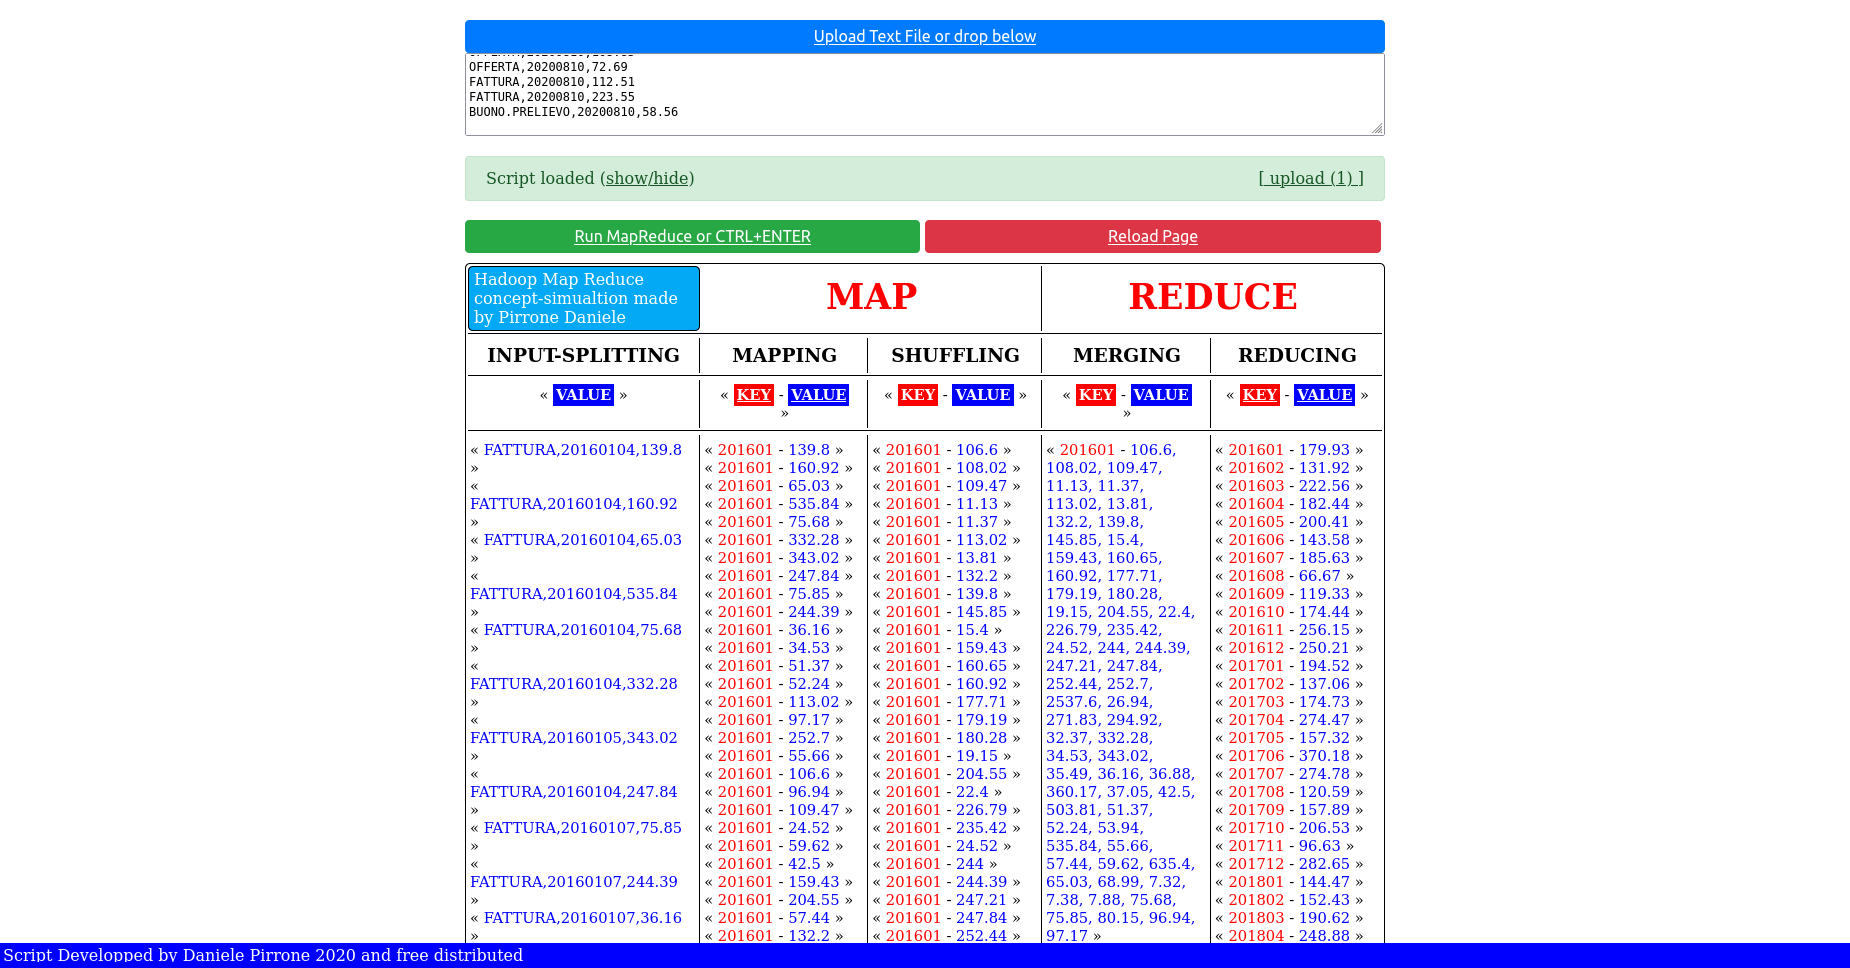 Upload Text File or drop below
OFFERTA,20200810,72.69
FATTURA,20200810,112.51
FATTURA,20200810,223.55
BUONO.PRELIEVO,20200810,58.56
Script loaded (show/hide)
[ upload (1) ]
Run MapReduce or CTRL+ENTER
Reload Page
Hadoop Map Reduce
concept-simualtion made
by Pirrone Daniele
MAP
REDUCE
INPUT-SPLITTING
MAPPING
SHUFFLING
MERGING
REDUCING
« VALUE »
« KEY - VALUE
»
« KEY - VALUE »
« KEY - VALUE
»
« KEY - VALUE »
« FATTURA,20160104,139.8
»
«
FATTURA,20160104,160.92
»
« FATTURA,20160104,65.03
»
«
FATTURA,20160104,535.84
»
« FATTURA,20160104,75.68
»
«
FATTURA,20160104,332.28
»
«
FATTURA,20160105,343.02
»
«
FATTURA,20160104,247.84
»
« FATTURA,20160107,75.85
»
«
FATTURA,20160107,244.39
»
« FATTURA,20160107,36.16
»
« 201601 - 139.8 »
« 201601 - 160.92 »
« 201601 - 65.03 »
« 201601 - 535.84 »
« 201601 - 75.68 »
« 201601 - 332.28 »
« 201601 - 343.02 »
« 201601 - 247.84 »
« 201601 - 75.85 »
« 201601 - 244.39 »
« 201601 - 36.16 »
« 201601 - 34.53 »
« 201601 - 51.37 »
« 201601 - 52.24 »
« 201601 - 113.02 »
« 201601 - 97.17 »
« 201601 - 252.7 »
« 201601 - 55.66 »
« 201601 - 106.6 »
« 201601 - 96.94 »
« 201601 - 109.47 »
« 201601 - 24.52 »
« 201601 - 59.62 »
« 201601 - 42.5 »
« 201601 - 159.43 »
« 201601 - 204.55 »
« 201601 - 57.44 »
« 201601 - 132.2 »
« 201601 - 106.6 »
« 201601 - 108.02 »
« 201601 - 109.47 »
« 201601 - 11.13 »
« 201601 - 11.37 »
« 201601 - 113.02 »
« 201601 - 13.81 »
« 201601 - 132.2 »
« 201601 - 139.8 »
« 201601 - 145.85 »
« 201601 - 15.4 »
« 201601 - 159.43 »
« 201601 - 160.65 »
« 201601 - 160.92 »
« 201601 - 177.71 »
« 201601 - 179.19 »
« 201601 - 180.28 »
« 201601 - 19.15 »
« 201601 - 204.55 »
« 201601 - 22.4 »
« 201601 - 226.79 »
« 201601 - 235.42 »
« 201601 - 24.52 »
« 201601 - 244 »
« 201601 - 244.39 »
« 201601 - 247.21 »
« 201601 - 247.84 »
« 201601 - 252.44 »
« 201601 - 106.6,
108.02, 109.47,
11.13, 11.37,
113.02, 13.81,
132.2, 139.8,
145.85, 15.4,
159.43, 160.65,
160.92, 177.71,
179.19, 180.28,
19.15, 204.55, 22.4,
226.79, 235.42,
24.52, 244, 244.39,
247.21, 247.84,
252.44, 252.7,
2537.6, 26.94,
271.83, 294.92,
32.37, 332.28,
34.53, 343.02,
35.49, 36.16, 36.88,
360.17, 37.05, 42.5,
503.81, 51.37,
52.24, 53.94,
535.84, 55.66,
57.44, 59.62, 635.4,
65.03, 68.99, 7.32,
7.38, 7.88, 75.68,
75.85, 80.15, 96.94,
97.17 »
« 201601 - 179.93 »
« 201602 - 131.92 »
« 201603 - 222.56 »
« 201604 - 182.44 »
« 201605 - 200.41 »
« 201606 - 143.58 »
« 201607 - 185.63 »
« 201608 - 66.67 »
« 201609 - 119.33 »
« 201610 - 174.44 »
« 201611 - 256.15 »
« 201612 - 250.21 »
« 201701 - 194.52 »
« 201702 - 137.06 »
« 201703 - 174.73 »
« 201704 - 274.47 »
« 201705 - 157.32 »
« 201706 - 370.18 »
« 201707 - 274.78 »
« 201708 - 120.59 »
« 201709 - 157.89 »
« 201710 - 206.53 »
« 201711 - 96.63 »
« 201712 - 282.65 »
« 201801 - 144.47 »
« 201802 - 152.43 »
« 201803 - 190.62 »
« 201804 - 248.88 »
Script Developped by Daniele Pirrone 2020 and free distributed